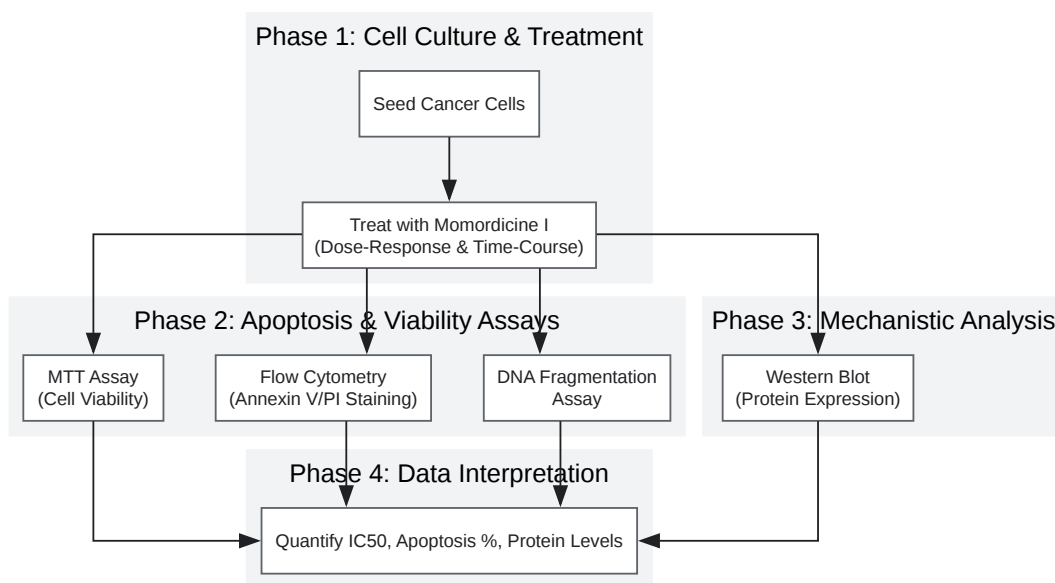 Phase 1: Cell Culture & Treatment
Seed Cancer Cells
Treat with Momordicine I
(Dose-Response & Time-Course)
Phase 2: Apoptosis & Viability Assays
Phase 3: Mechanistic Analysis
MTT Assay
(Cell Viability)
Flow Cytometry
(Annexin V/PI Staining)
DNA Fragmentation
Assay
Western Blot
(Protein Expression)
Phase 4: Data Interpretation
Quantify IC50, Apoptosis %, Protein Levels